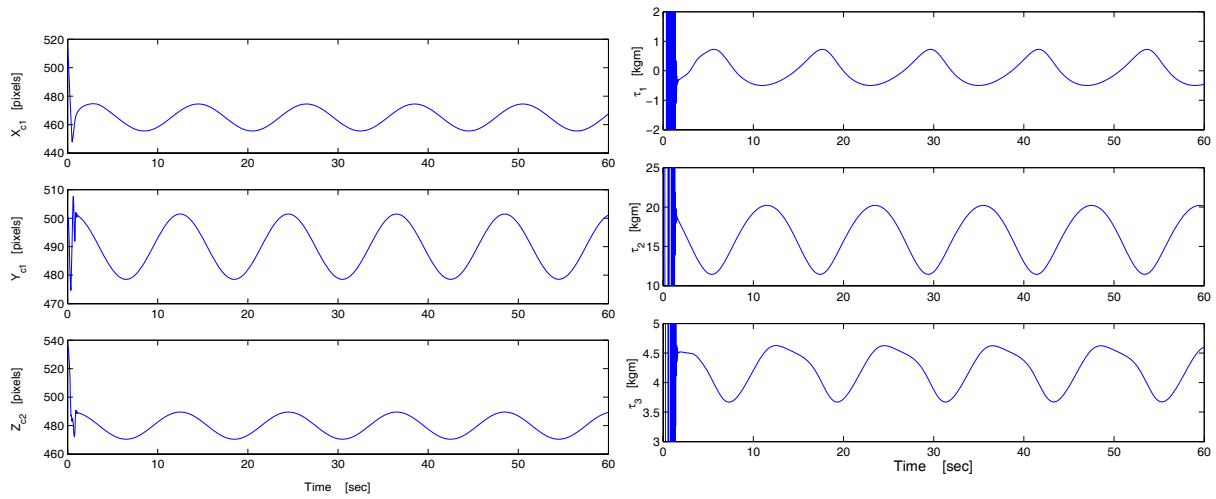 520
500
480
460
440
X_c1 [pixels]
0 10 20 30 40 50 60
510
500
490
480
470
Y_c1 [pixels]
0 10 20 30 40 50 60
540
520
500
480
460
Z_c2 [pixels]
0 10 20 30 40 50 60
Time [sec]
2
1
0
−1
−2
τ_1 [kgm]
0 10 20 30 40 50 60
25
20
15
10
τ_2 [kgm]
0 10 20 30 40 50 60
5
4.5
4
3.5
3
τ_3 [kgm]
0 10 20 30 40 50 60
Time [sec]